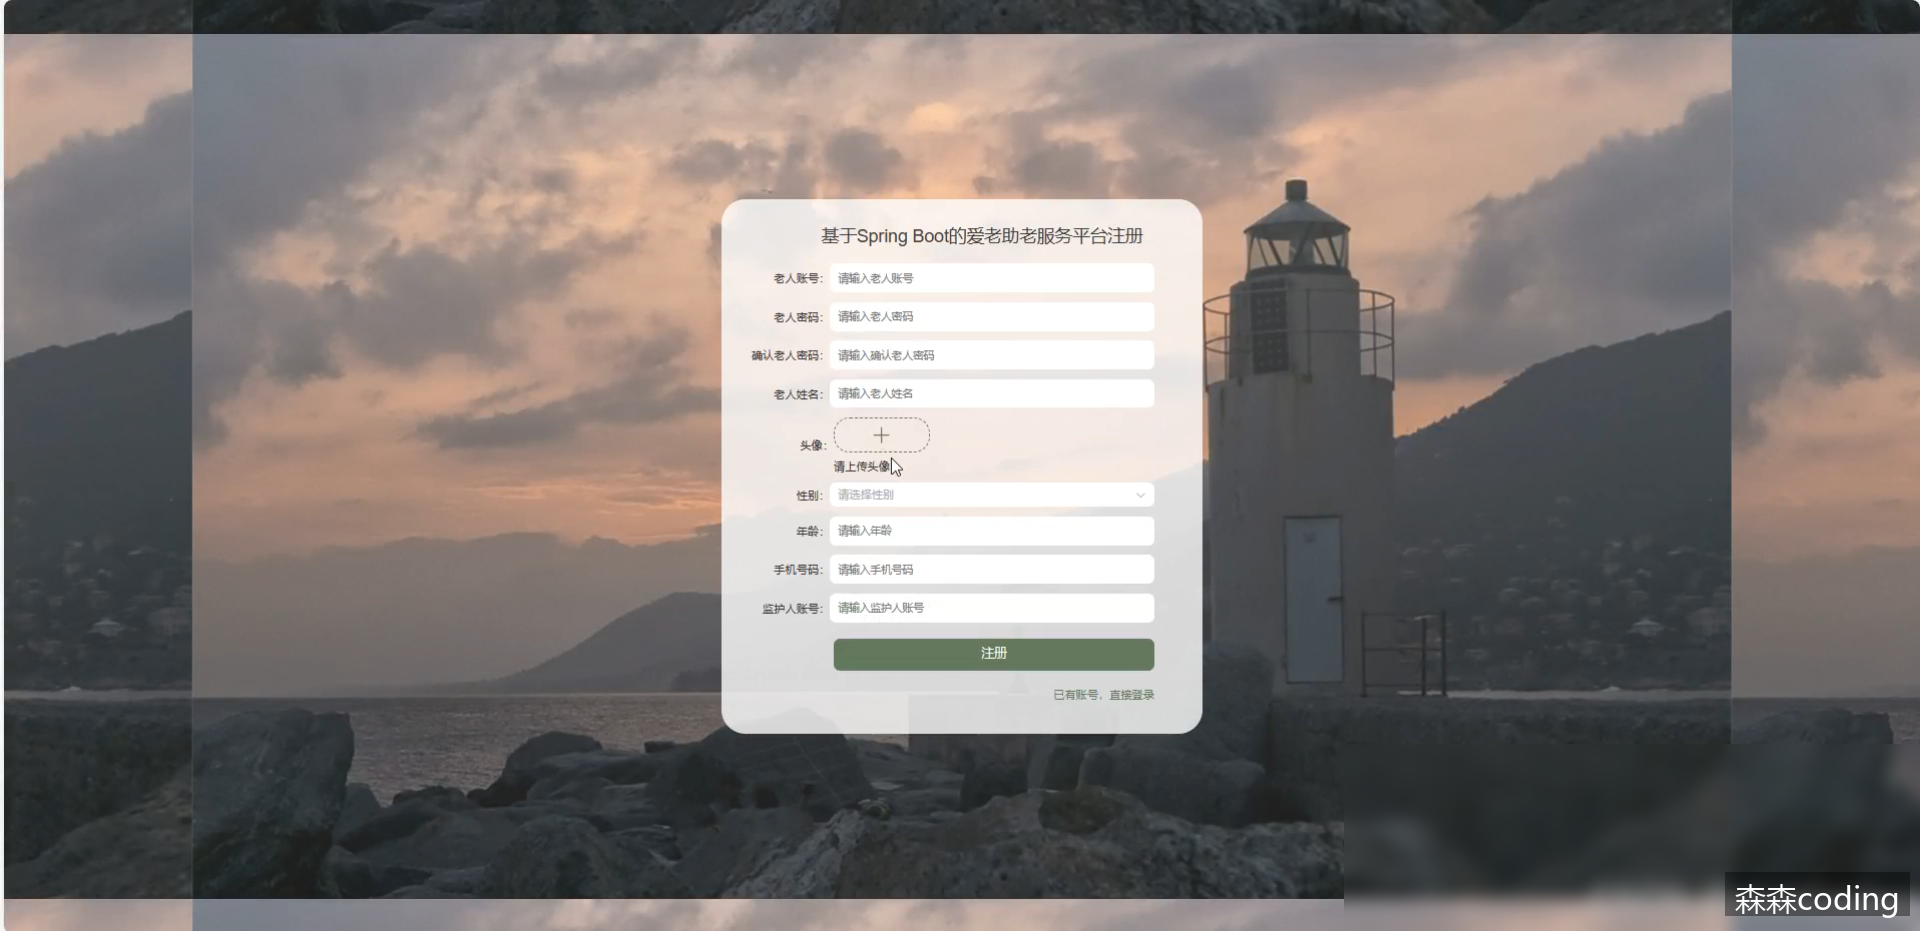 基于Spring Boot的爱老助老服务平台注册
老人账号： 请输入老人账号
老人密码： 请输入老人密码
确认老人密码： 请输入确认老人密码
老人姓名： 请输入老人姓名
头像：
请上传头像
性别： 请选择性别
年龄： 请输入年龄
手机号码： 请输入手机号码
监护人账号： 请输入监护人账号
注册
已有账号，直接登录
森森coding